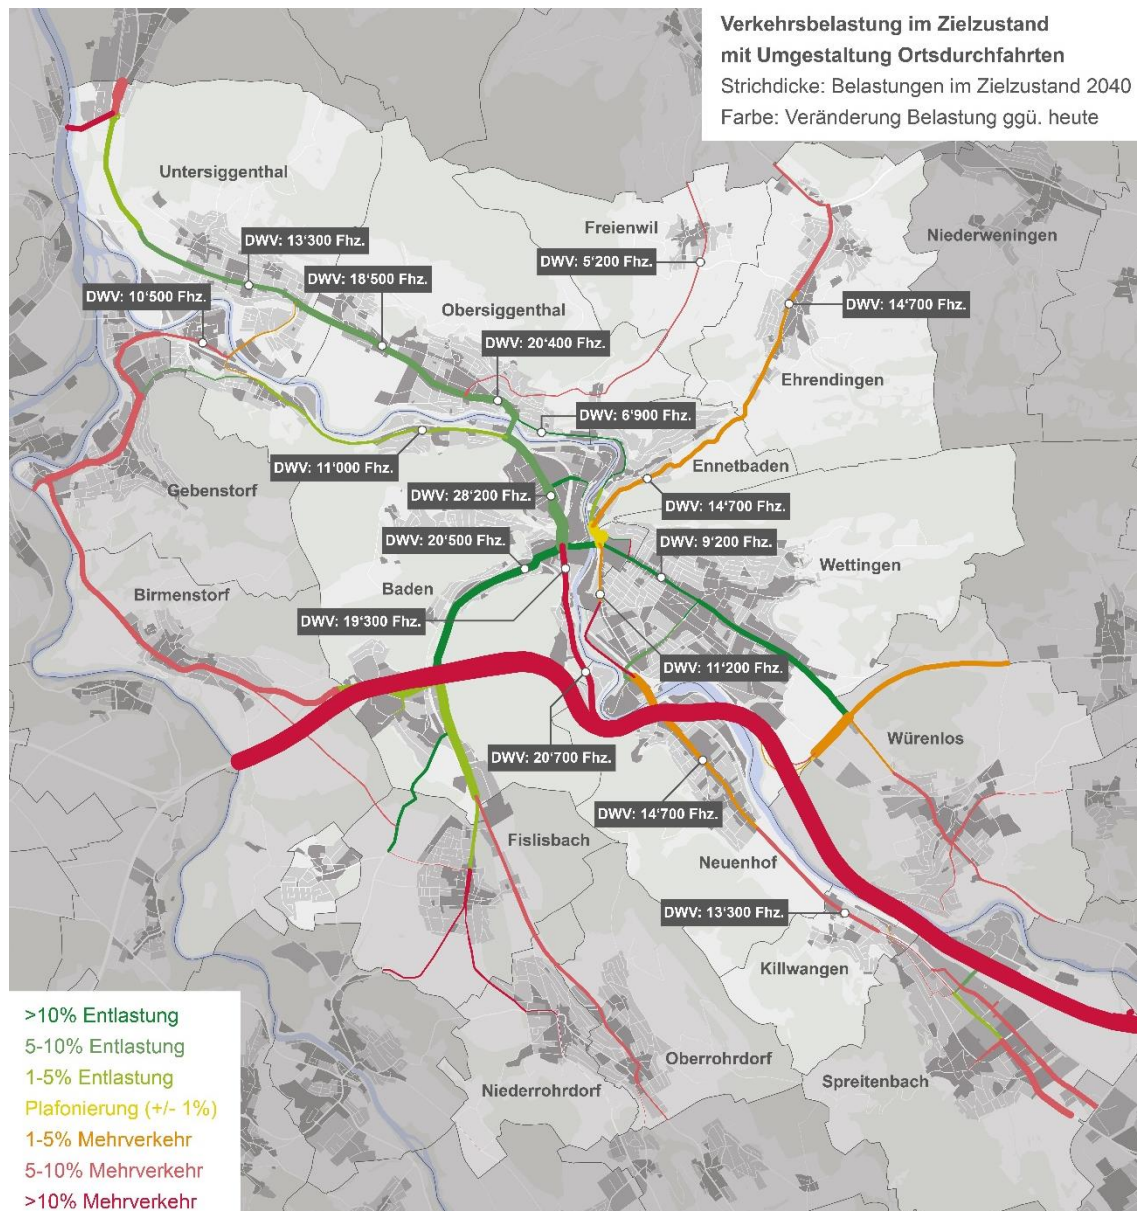 Verkehrsbelastung im Zielzustand
mit Umgestaltung Ortsdurchfahrten
Strichdicke: Belastungen im Zielzustand 2040
Farbe: Veränderung Belastung ggü. heute
Untersiggenthal
Freienwil
Niederweningen
DWV: 13'300 Fhz.
DWV: 5'200 Fhz.
DWV: 18'500 Fhz.
DWV: 10'500 Fhz.
DWV: 14'700 Fhz.
Obersiggenthal
DWV: 20'400 Fhz.
Ehrendingen
DWV: 6'900 Fhz.
DWV: 11'000 Fhz.
Ennetbaden
Gebenstorf
DWV: 28'200 Fhz.
DWV: 14'700 Fhz.
DWV: 20'500 Fhz.
DWV: 9'200 Fhz.
Wettingen
Baden
Birmenstorf
DWV: 19'300 Fhz.
DWV: 11'200 Fhz.
Würenlos
DWV: 20'700 Fhz.
DWV: 14'700 Fhz.
Fislisbach
Neuenhof
DWV: 13'300 Fhz.
Killwangen
Oberrohrdorf
Spreitenbach
Niederrohrdorf
>10% Entlastung
5-10% Entlastung
1-5% Entlastung
Plafonierung (+/- 1%)
1-5% Mehrverkehr
5-10% Mehrverkehr
>10% Mehrverkehr